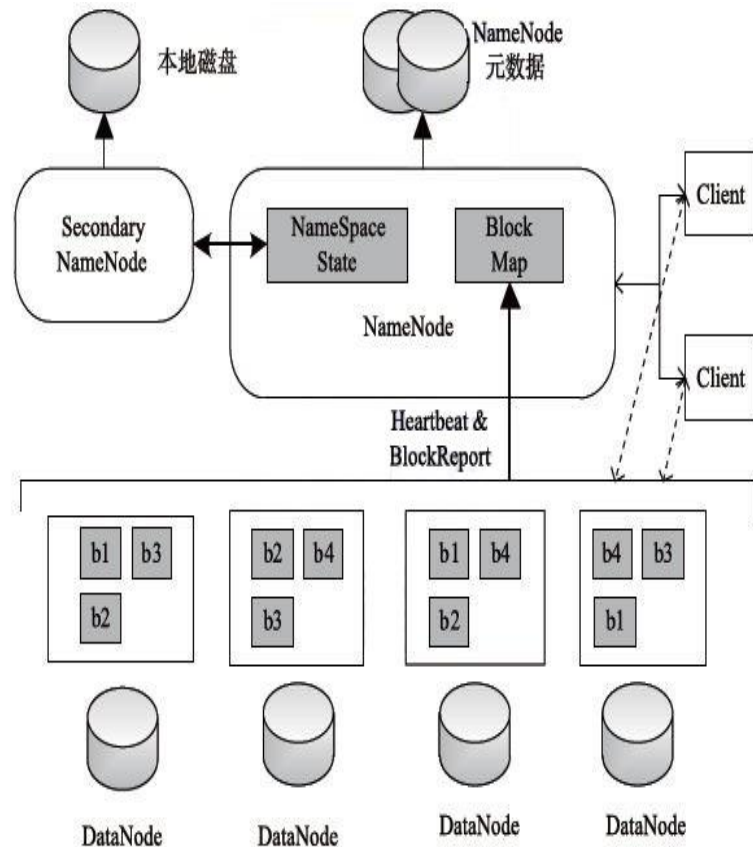 本地磁盘
NameNode
元数据
Secondary
NameNode
NameSpace
State
Block
Map
NameNode
Client
Client
Heartbeat &
BlockReport
b1 b3
b2
b2 b4
b3
b1 b4
b2
b4 b3
b1
DataNode
DataNode
DataNode
DataNode